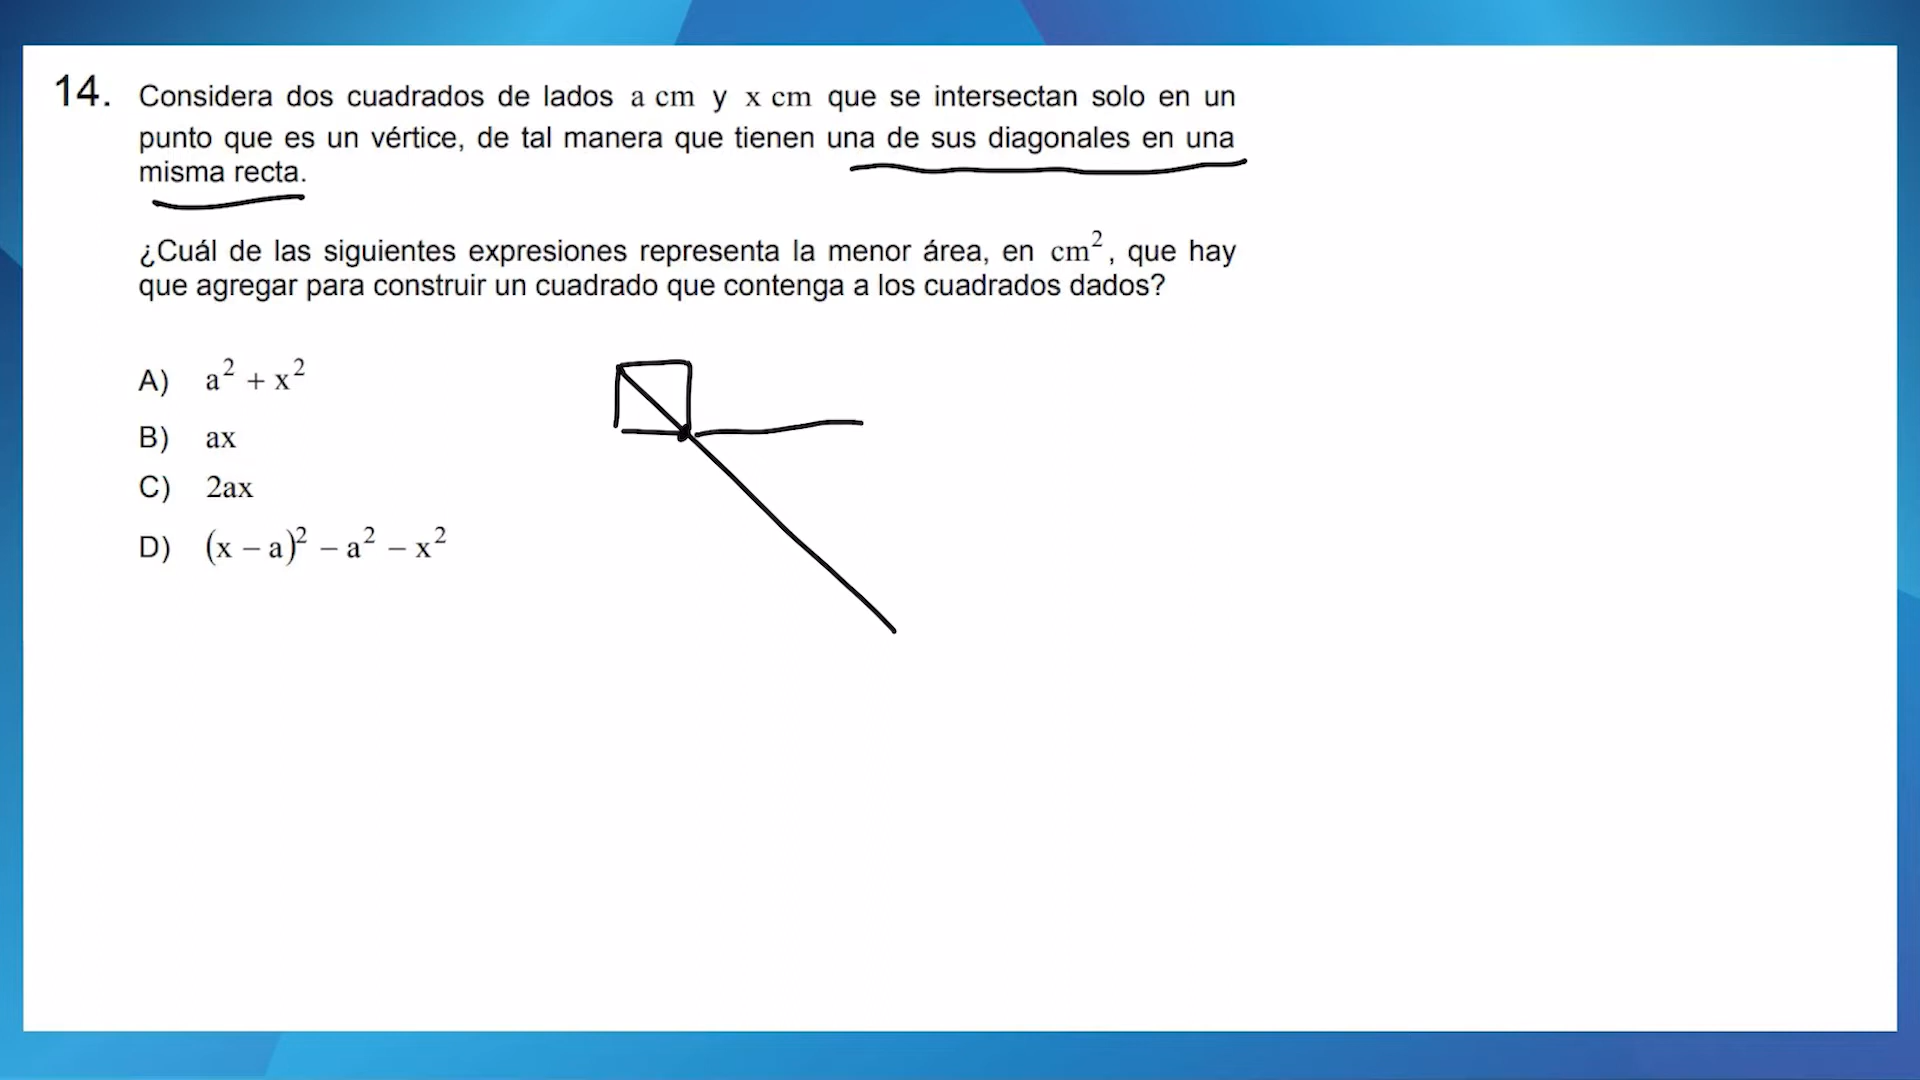 14. Considera dos cuadrados de lados a cm y x cm que se intersectan solo en un
punto que es un vértice, de tal manera que tienen una de sus diagonales en una
misma recta.
¿Cuál de las siguientes expresiones representa la menor área, en cm², que hay
que agregar para construir un cuadrado que contenga a los cuadrados dados?
A) a² + x²
B) ax
C) 2ax
D) (x – a)² – a² – x²